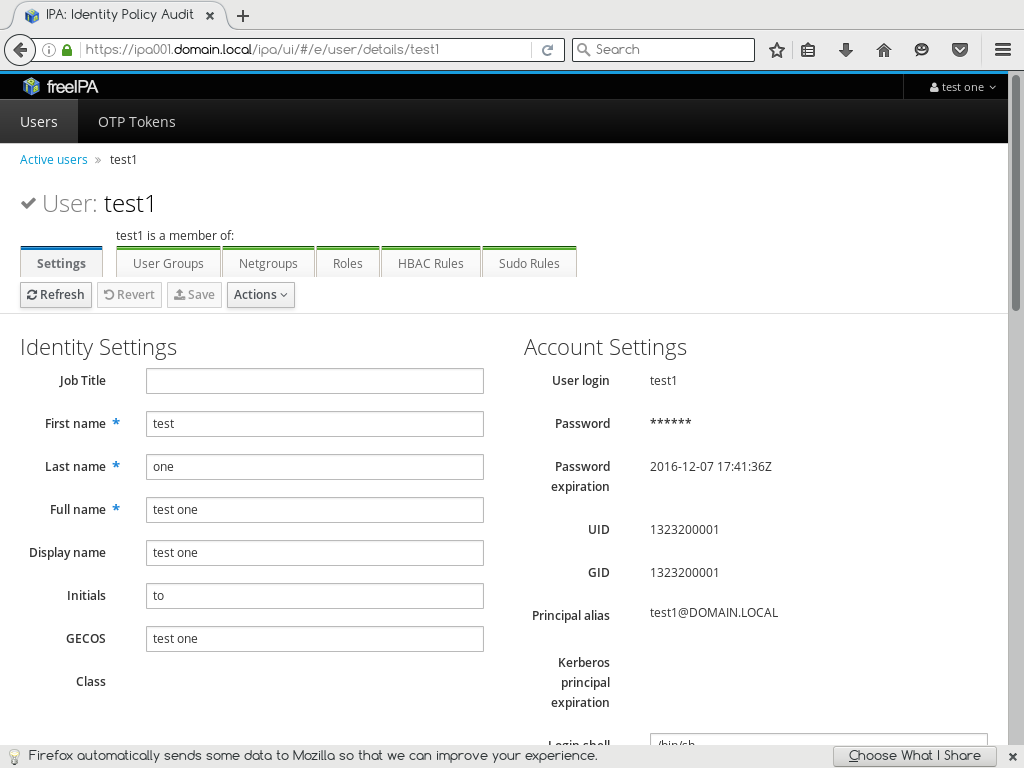 IPA: Identity Policy Audit
https://ipa001.domain.local/ipa/ui/#/e/user/details/test1
Search
freeIPA
test one
Users
OTP Tokens
Active users » test1
User: test1
test1 is a member of:
Settings
User Groups
Netgroups
Roles
HBAC Rules
Sudo Rules
Refresh
Revert
Save
Actions
Identity Settings
Job Title
First name *
test
Last name *
one
Full name *
test one
Display name
test one
Initials
to
GECOS
test one
Class
Account Settings
User login
test1
Password
******
Password
expiration
2016-12-07 17:41:36Z
UID
1323200001
GID
1323200001
Principal alias
test1@DOMAIN.LOCAL
Kerberos
principal
expiration
Login shell
/bin/sh
Firefox automatically sends some data to Mozilla so that we can improve your experience.
Choose What I Share